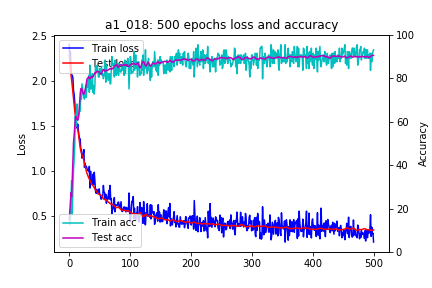 a1_018: 500 epochs loss and accuracy
2.5
2.0
1.5
1.0
0.5
Loss
100
80
60
40
20
0
Accuracy
0
100
200
300
400
500
Train loss
Test loss
Train acc
Test acc